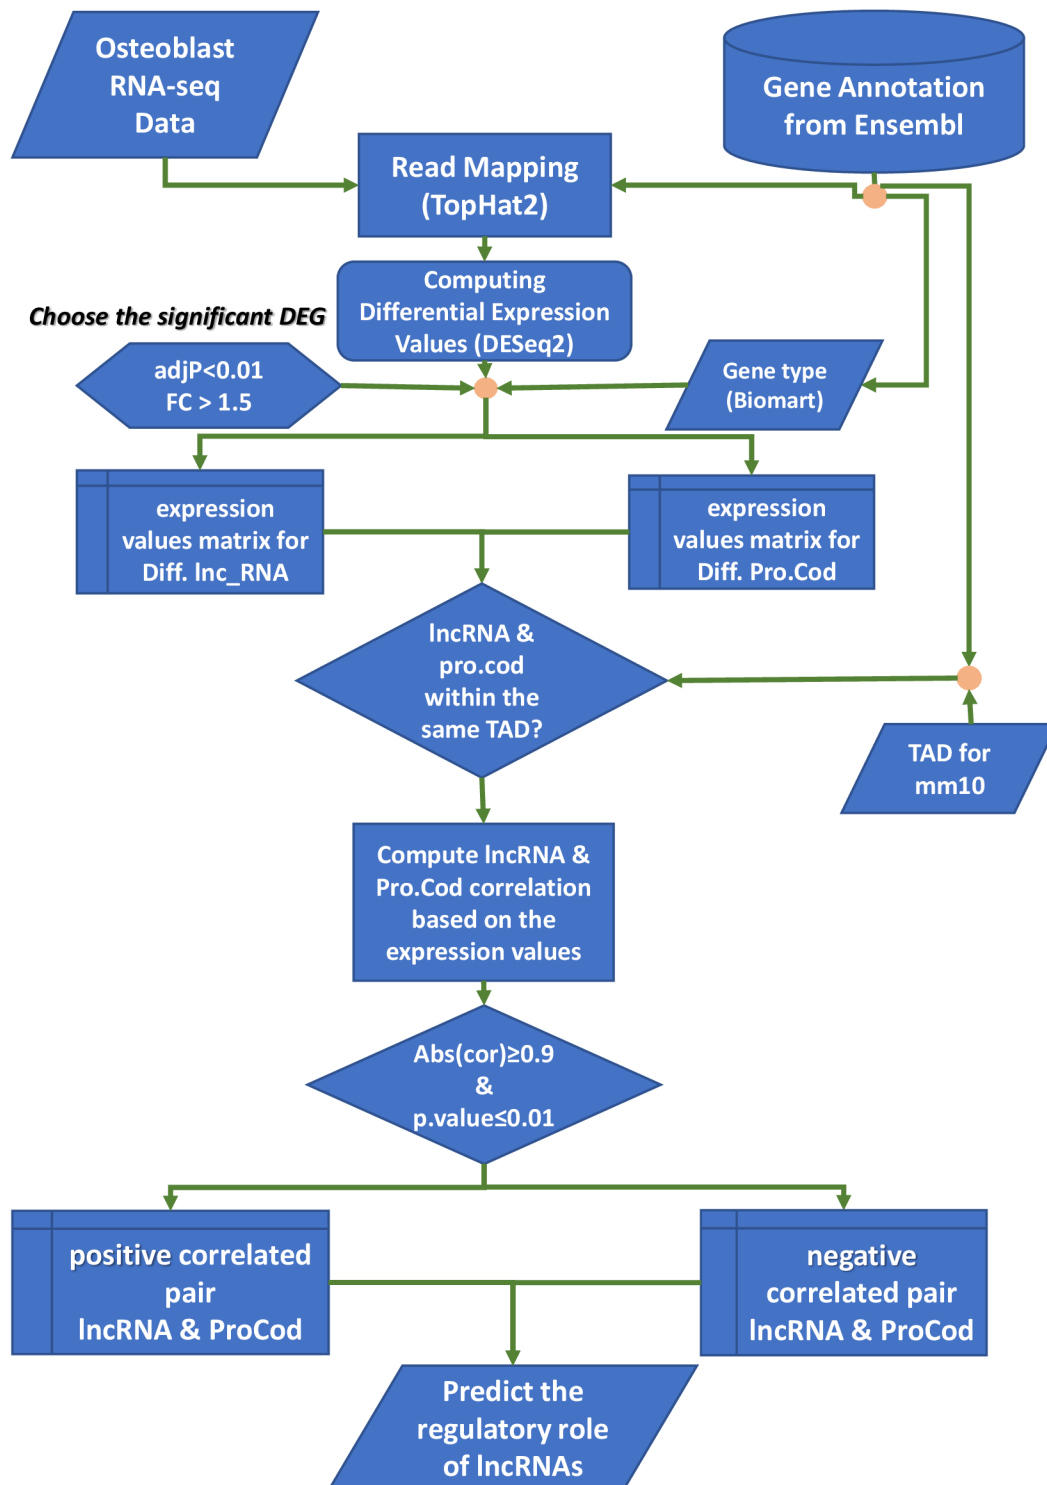 Osteoblast
RNA-seq
Data
Gene Annotation
from Ensembl
Read Mapping
(TopHat2)
Computing
Differential Expression
Values (DESeq2)
Choose the significant DEG
adjP<0.01
FC > 1.5
Gene type
(Biomart)
expression
values matrix for
Diff. lnc_RNA
expression
values matrix for
Diff. Pro.Cod
lncRNA &
pro.cod
within the
same TAD?
TAD for
mm10
Compute lncRNA &
Pro.Cod correlation
based on the
expression values
Abs(cor)≥0.9
&
p.value≤0.01
positive correlated
pair
lncRNA & ProCod
negative
correlated pair
lncRNA & ProCod
Predict the
regulatory role
of lncRNAs